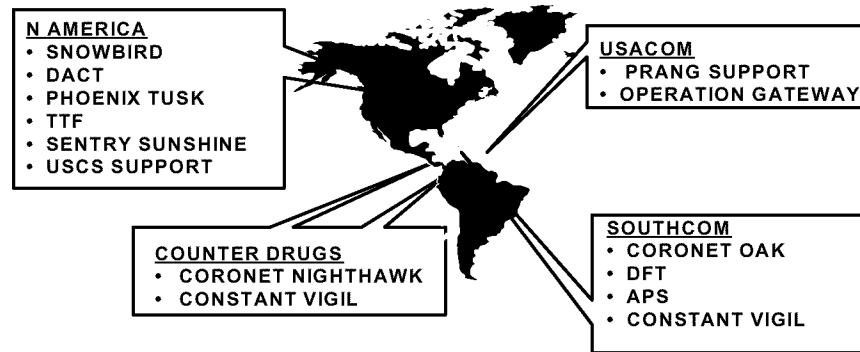 N AMERICA
• SNOWBIRD
• DACT
• PHOENIX TUSK
• TTF
• SENTRY SUNSHINE
• USCS SUPPORT
USACOM
• PRANG SUPPORT
• OPERATION GATEWAY
COUNTER DRUGS
• CORONET NIGHTHAWK
• CONSTANT VIGIL
SOUTHCOM
• CORONET OAK
• DFT
• APS
• CONSTANT VIGIL